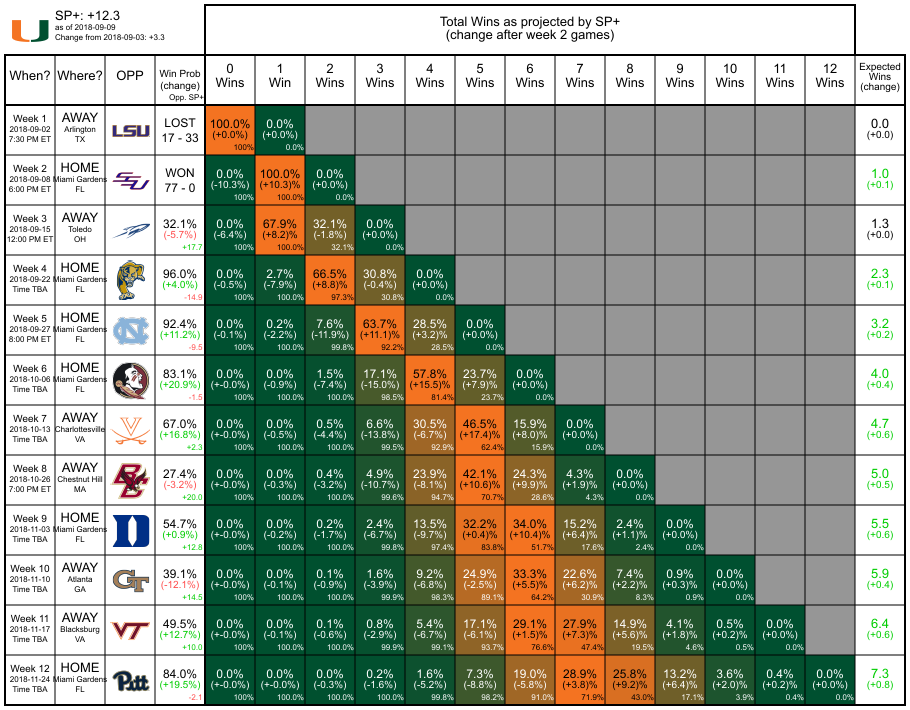 SP+: +12.3
as of 2018-09-09
Change from 2018-09-03: +3.3
Total Wins as projected by SP+
(change after week 2 games)
When? Where? OPP Win Prob (change) Opp. SP+ 0 Wins 1 Win 2 Wins 3 Wins 4 Wins 5 Wins 6 Wins 7 Wins 8 Wins 9 Wins 10 Wins 11 Wins 12 Wins Expected Wins (change)
Week 1 AWAY LOST 100.0% 0.0% 0.0
2018-09-02 Arlington LSU 17 - 33 (+0.0%) (+0.0%) (+0.0)
7:30 PM ET TX 100% 0.0%
Week 2 HOME WON 0.0% 100.0% 0.0% 1.0
2018-09-08 Miami Gardens SU 77 - 0 (-10.3%) (+10.3)% (+0.0%) (+0.1)
6:00 PM ET FL 100% 100.0% 0.0%
Week 3 AWAY 32.1% 0.0% 67.9% 32.1% 0.0% 1.3
2018-09-15 Toledo (-5.7%) (-6.4%) (+8.2)% (-1.8%) (+0.0%) (+0.0)
12:00 PM ET OH +17.7 100% 100.0% 32.1% 0.0%
Week 4 HOME 96.0% 0.0% 2.7% 66.5% 30.8% 0.0% 2.3
2018-09-22 Miami Gardens (+4.0%) (-0.5%) (-7.9%) (+8.8)% (-0.4%) (+0.0%) (+0.1)
Time TBA FL -14.9 100% 100.0% 97.3% 30.8% 0.0%
Week 5 HOME 92.4% 0.0% 0.2% 7.6% 63.7% 28.5% 0.0% 3.2
2018-09-27 Miami Gardens NC (+11.2%) (-0.1%) (-2.2%) (-11.9%) (+11.1)% (+3.2%) (+0.0%) (+0.2)
8:00 PM ET FL -9.5 100% 100.0% 99.8% 92.2% 28.5% 0.0%
Week 6 HOME 83.1% 0.0% 0.0% 1.5% 17.1% 57.8% 23.7% 0.0% 4.0
2018-10-06 Miami Gardens (+20.9%) (+-0.0%) (-0.9%) (-7.4%) (-15.0%) (+15.5)% (+7.9%) (+0.0%) (+0.4)
Time TBA FL -1.5 100% 100.0% 100.0% 98.5% 81.4% 23.7% 0.0%
Week 7 AWAY 67.0% 0.0% 0.0% 0.5% 6.6% 30.5% 46.5% 15.9% 0.0% 4.7
2018-10-13 Charlottesville V (+16.8%) (+-0.0%) (-0.5%) (-4.4%) (-13.8%) (-6.7%) (+17.4)% (+8.0%) (+0.0%) (+0.6)
Time TBA VA +2.3 100% 100.0% 100.0% 99.5% 92.9% 62.4% 15.9% 0.0%
Week 8 AWAY 27.4% 0.0% 0.0% 0.4% 4.9% 23.9% 42.1% 24.3% 4.3% 0.0% 5.0
2018-10-26 Chestnut Hill BC (-3.2%) (+-0.0%) (-0.3%) (-3.2%) (-10.7%) (-8.1%) (+10.6)% (+9.9%) (+1.9%) (+0.0%) (+0.5)
7:00 PM ET MA +20.0 100% 100.0% 100.0% 99.6% 94.7% 70.7% 28.6% 4.3% 0.0%
Week 9 HOME 54.7% 0.0% 0.0% 0.2% 2.4% 13.5% 32.2% 34.0% 15.2% 2.4% 0.0% 5.5
2018-11-03 Miami Gardens D (+0.9%) (+-0.0%) (-0.2%) (-1.7%) (-6.7%) (-9.7%) (+0.4)% (+10.4)% (+6.4%) (+1.1%) (+0.0%) (+0.6)
Time TBA FL +12.8 100% 100.0% 100.0% 99.8% 97.4% 83.8% 51.7% 17.6% 2.4% 0.0%
Week 10 AWAY 39.1% 0.0% 0.0% 0.1% 1.6% 9.2% 24.9% 33.3% 22.6% 7.4% 0.9% 0.0% 5.9
2018-11-10 Atlanta GT (-12.1%) (+-0.0%) (-0.1%) (-0.9%) (-3.9%) (-6.8%) (-2.5%) (+5.5)% (+6.2%) (+2.2%) (+0.3%) (+0.0%) (+0.4)
Time TBA GA +14.5 100% 100.0% 100.0% 99.9% 98.3% 89.1% 64.2% 30.9% 8.3% 0.9% 0.0%
Week 11 AWAY 49.5% 0.0% 0.0% 0.1% 0.8% 5.4% 17.1% 29.1% 27.9% 14.9% 4.1% 0.5% 0.0% 6.4
2018-11-17 Blacksburg VT (+12.7%) (+-0.0%) (-0.1%) (-0.6%) (-2.9%) (-6.7%) (-6.1%) (+1.5)% (+7.3)% (+5.6%) (+1.8%) (+0.2)% (+0.0%) (+0.6)
Time TBA VA +10.0 100% 100.0% 100.0% 99.9% 99.1% 93.7% 76.6% 47.4% 19.5% 4.6% 0.5% 0.0%
Week 12 HOME 84.0% 0.0% 0.0% 0.0% 0.2% 1.6% 7.3% 19.0% 28.9% 25.8% 13.2% 3.6% 0.4% 0.0% 7.3
2018-11-24 Miami Gardens Pitt (+19.5%) (+-0.0%) (+-0.0%) (-0.3%) (-1.6%) (-5.2%) (-8.8%) (-5.8%) (+3.8)% (+9.2)% (+6.4%) (+2.0)% (+0.2)% (+0.0%) (+0.8)
Time TBA FL -2.1 100% 100.0% 100.0% 100.0% 99.8% 98.2% 91.0% 71.9% 43.0% 17.1% 3.9% 0.4% 0.0%